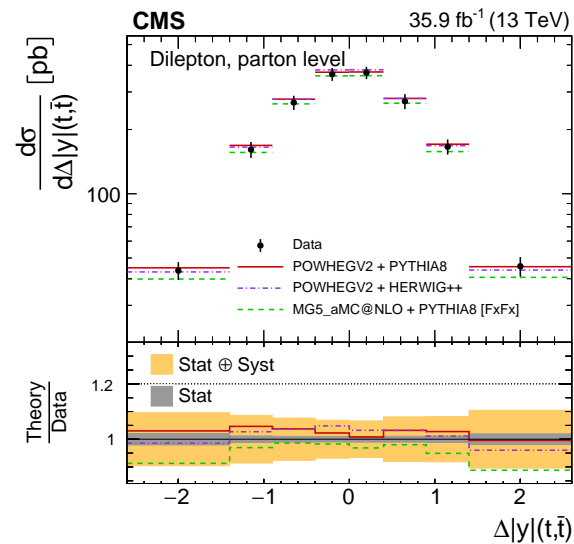 CMS 35.9 fb⁻¹ (13 TeV)
Dilepton, parton level
dσ
dΔ|y|(t,t̄)
[pb]
100
Data
POWHEGV2 + PYTHIA8
POWHEGV2 + HERWIG++
MG5_aMC@NLO + PYTHIA8 [FxFx]
Theory
Data
1.2
1
Stat ⊕ Syst
Stat
−2 −1 0 1 2
Δ|y|(t,t̄)